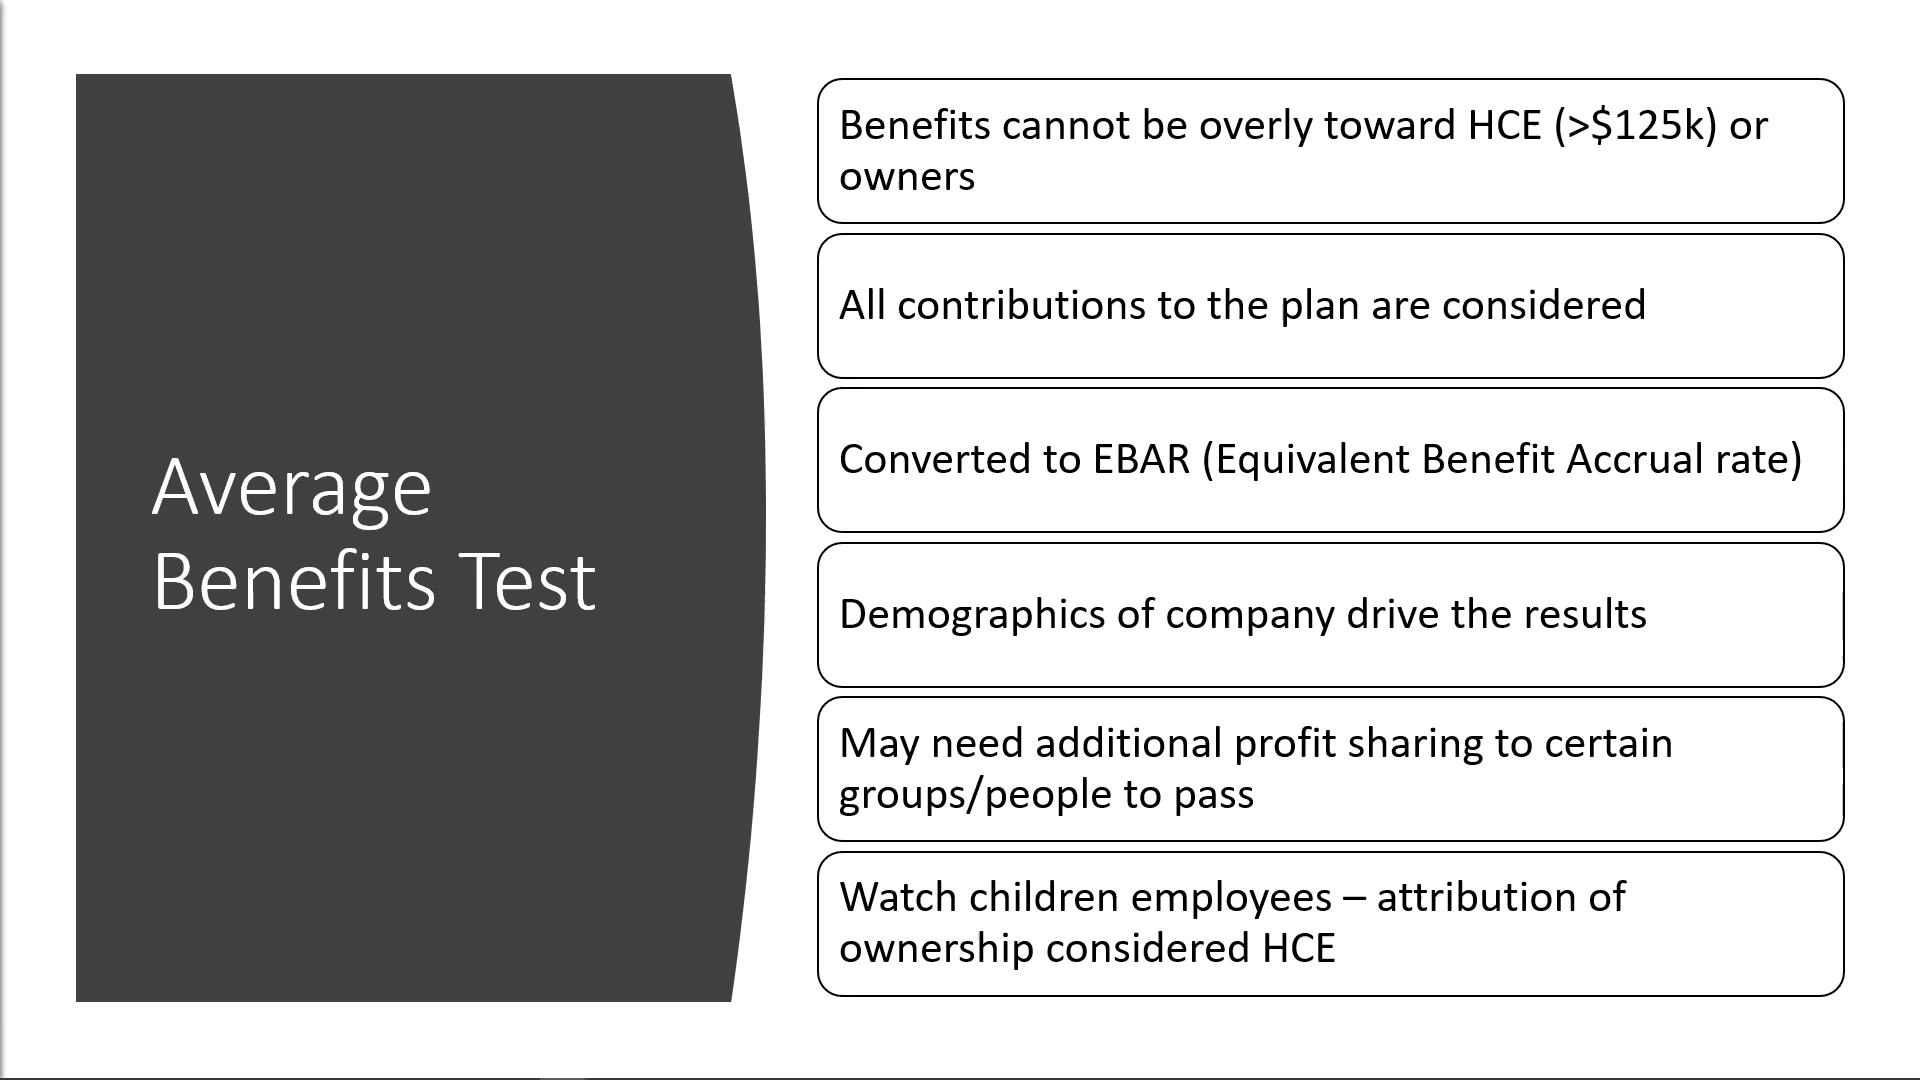 Average
Benefits Test
Benefits cannot be overly toward HCE (>$125k) or
owners
All contributions to the plan are considered
Converted to EBAR (Equivalent Benefit Accrual rate)
Demographics of company drive the results
May need additional profit sharing to certain
groups/people to pass
Watch children employees – attribution of
ownership considered HCE